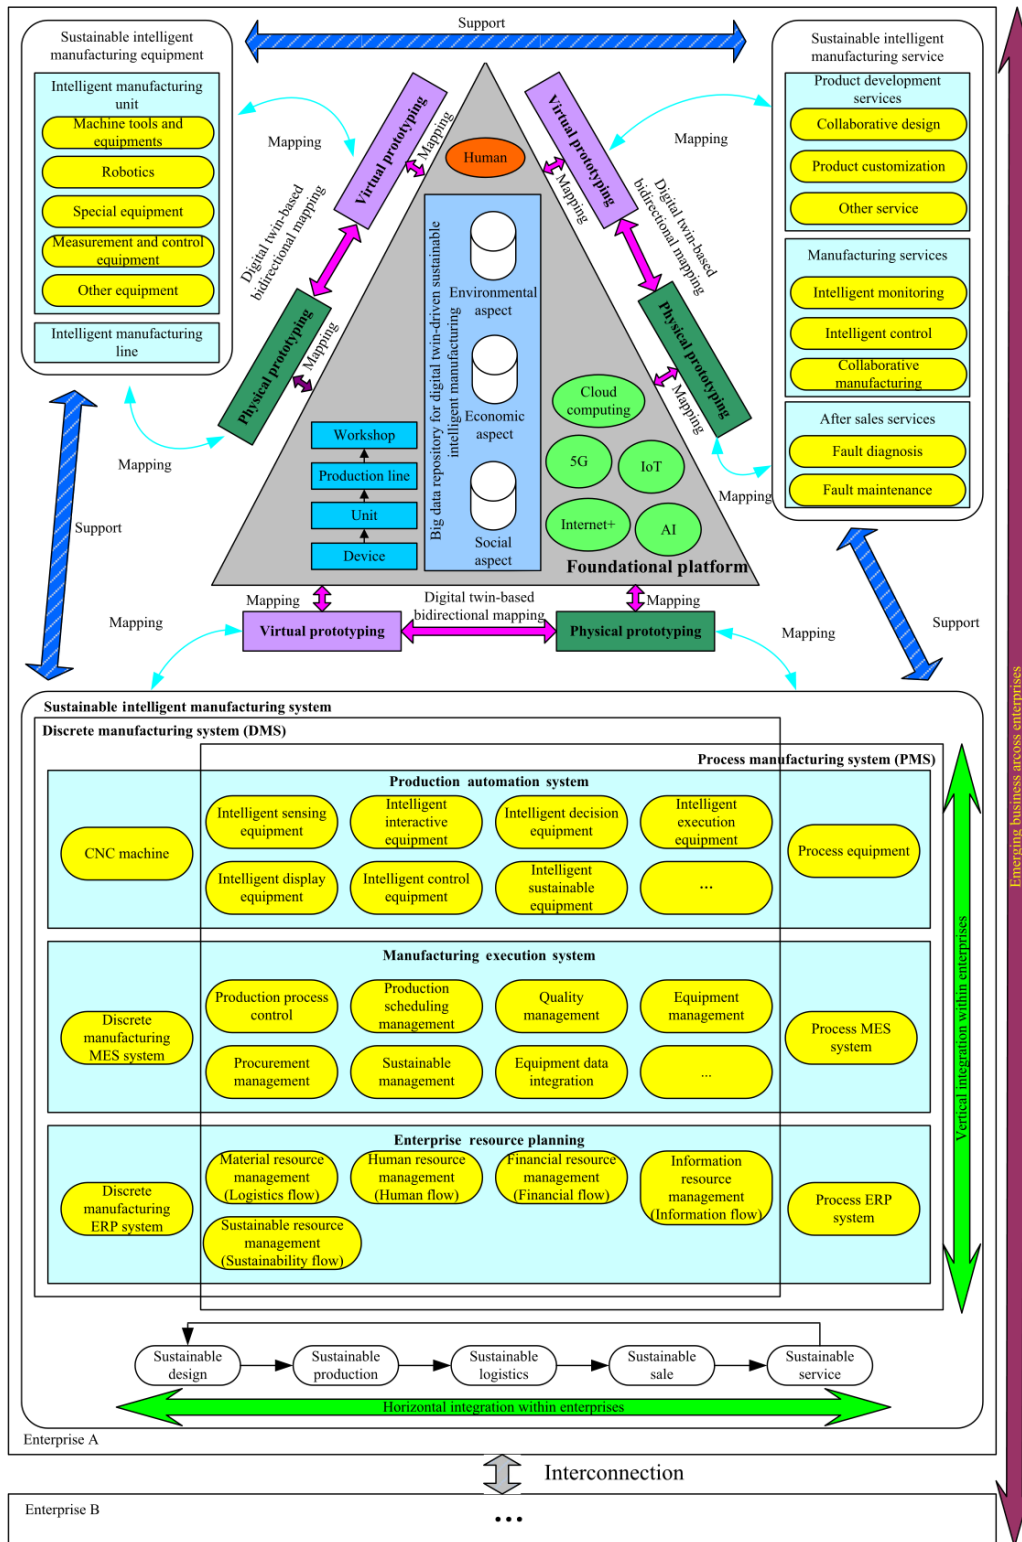 Support
Sustainable intelligent
manufacturing equipment
Intelligent manufacturing
unit
Machine tools and
equipments
Robotics
Special equipment
Measurement and control
equipment
Other equipment
Intelligent manufacturing
line
Sustainable intelligent
manufacturing service
Product development
services
Collaborative design
Product customization
Other service
Manufacturing services
Intelligent monitoring
Intelligent control
Collaborative
manufacturing
After sales services
Fault diagnosis
Fault maintenance
Mapping
Virtual prototyping
Mapping
Digital twin-based
bidirectional mapping
Physical prototyping
Mapping
Mapping
Mapping
Virtual prototyping
Mapping
Digital twin-based
bidirectional mapping
Physical prototyping
Mapping
Mapping
Human
Big data repository for digital twin-driven sustainable
intelligent manufacturing
Environmental
aspect
Economic
aspect
Social
aspect
Workshop
Production line
Unit
Device
Cloud
computing
5G
IoT
Internet+
AI
Foundational platform
Support
Support
Mapping
Mapping
Digital twin-based
bidirectional mapping
Mapping
Mapping
Virtual prototyping
Physical prototyping
Sustainable intelligent manufacturing system
Discrete manufacturing system (DMS)
Process manufacturing system (PMS)
Production automation system
CNC machine
Intelligent sensing
equipment
Intelligent
interactive
equipment
Intelligent decision
equipment
Intelligent
execution
equipment
Intelligent display
equipment
Intelligent control
equipment
Intelligent
sustainable
equipment
...
Process equipment
Manufacturing execution system
Discrete
manufacturing
MES system
Production process
control
Production
scheduling
management
Quality
management
Equipment
management
Procurement
management
Sustainable
management
Equipment data
integration
...
Process MES
system
Enterprise resource planning
Discrete
manufacturing
ERP system
Material resource
management
(Logistics flow)
Human resource
management
(Human flow)
Financial resource
management
(Financial flow)
Information
resource
management
(Information flow)
Sustainable resource
management
(Sustainability flow)
Process ERP
system
Vertical integration within enterprises
Emerging business arcoss enterprises
Sustainable
design
Sustainable
production
Sustainable
logistics
Sustainable
sale
Sustainable
service
Horizontal integration within enterprises
Enterprise A
Interconnection
Enterprise B
...